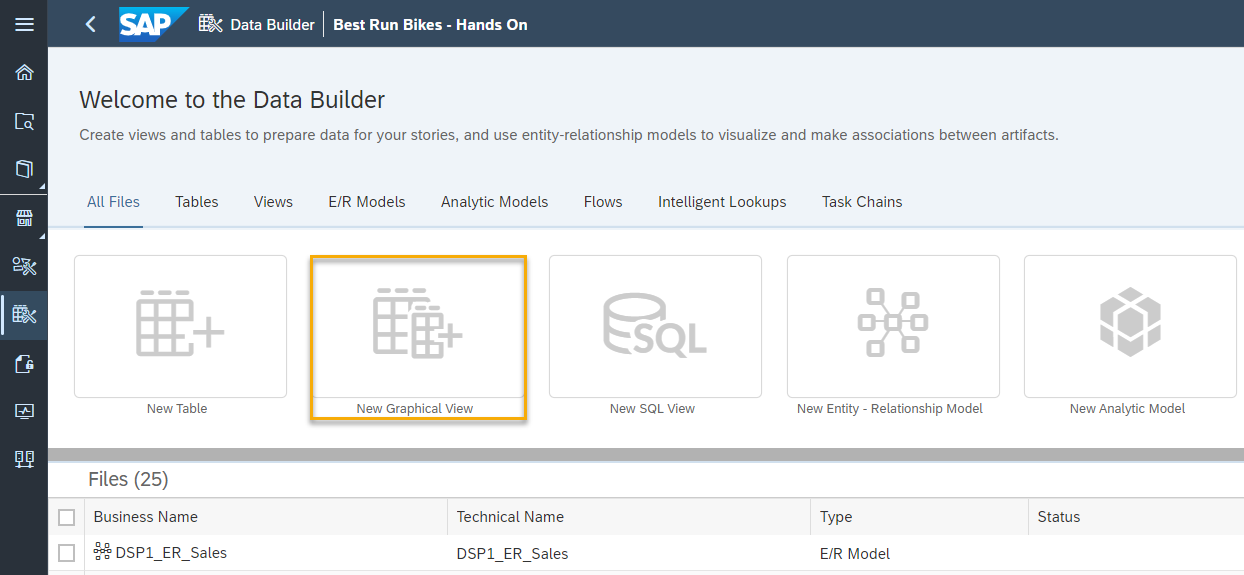 SAP Data Builder Best Run Bikes - Hands On
Welcome to the Data Builder
Create views and tables to prepare data for your stories, and use entity-relationship models to visualize and make associations between artifacts.
All Files Tables Views E/R Models Analytic Models Flows Intelligent Lookups Task Chains
SQL
New Table New Graphical View New SQL View New Entity - Relationship Model New Analytic Model
Files (25)
Business Name Technical Name Type Status
DSP1_ER_Sales DSP1_ER_Sales E/R Model